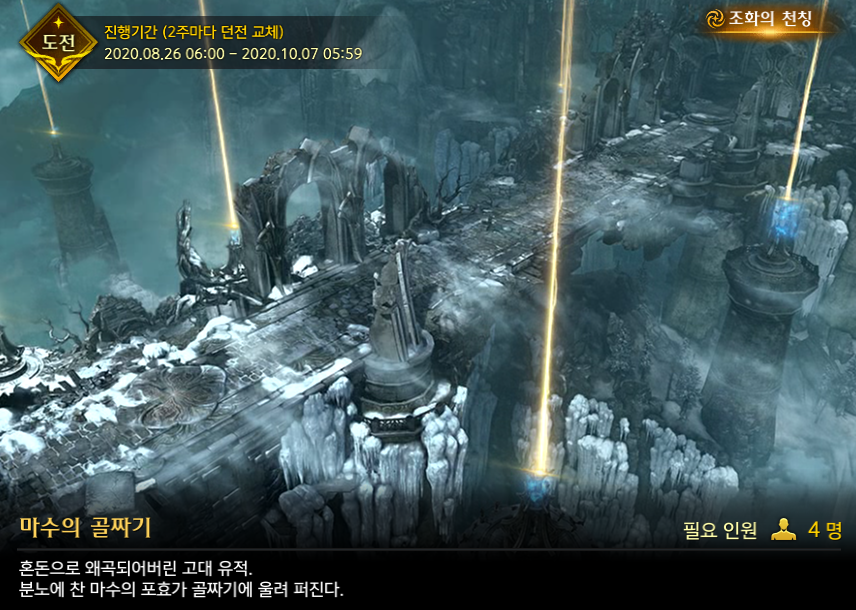 도전
진행기간 (2주마다 던전 교체)
2020.08.26 06:00 - 2020.10.07 05:59
조화의 천칭
마수의 골짜기
필요 인원 4 명
혼돈으로 왜곡되어버린 고대 유적.
분노에 찬 마수의 포효가 골짜기에 울려 퍼진다.